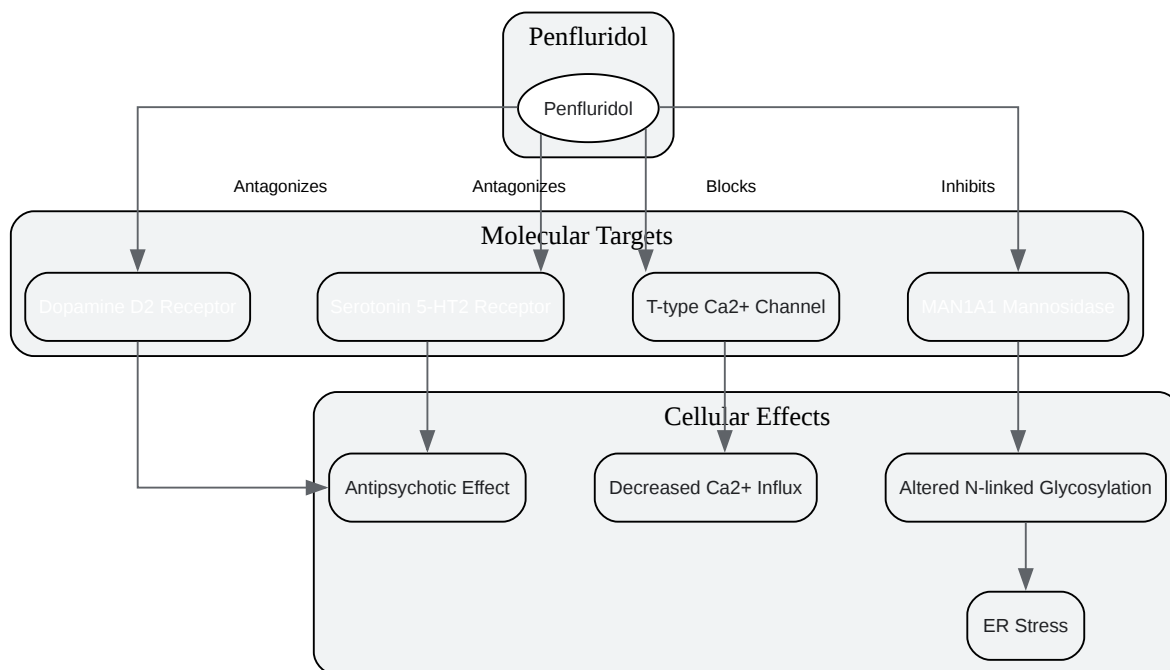 Penfluridol
Penfluridol
Antagonizes
Antagonizes
Blocks
Inhibits
Molecular Targets
Dopamine D2 Receptor
Serotonin 5-HT2 Receptor
T-type Ca2+ Channel
MAN1A1 Mannosidase
Cellular Effects
Antipsychotic Effect
Decreased Ca2+ Influx
Altered N-linked Glycosylation
ER Stress